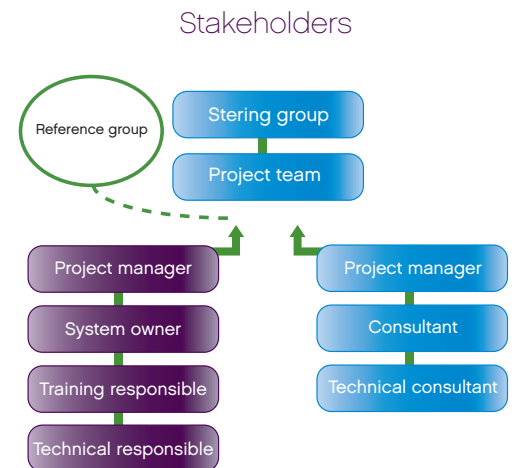 Stakeholders
Reference group
Stering group
Project team
Project manager
System owner
Training responsible
Technical responsible
Project manager
Consultant
Technical consultant